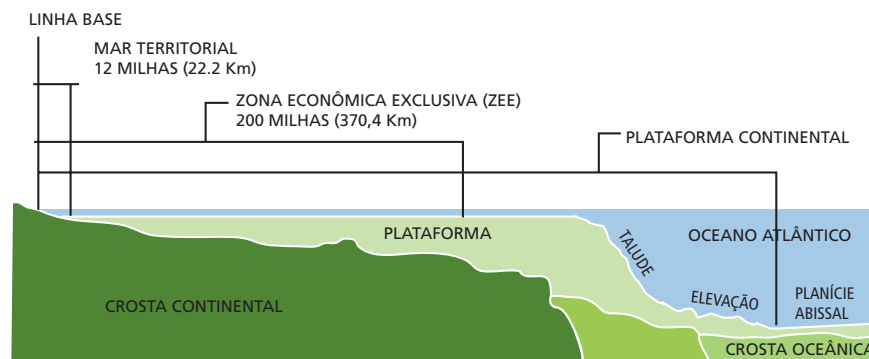 LINHA BASE
MAR TERRITORIAL
12 MILHAS (22.2 Km)
ZONA ECONÔMICA EXCLUSIVA (ZEE)
200 MILHAS (370,4 Km)
PLATAFORMA CONTINENTAL
PLATAFORMA
TALUDE
OCEANO ATLÂNTICO
ELEVAÇÃO
PLANÍCIE
ABISSAL
CROSTA CONTINENTAL
CROSTA OCEÂNICA